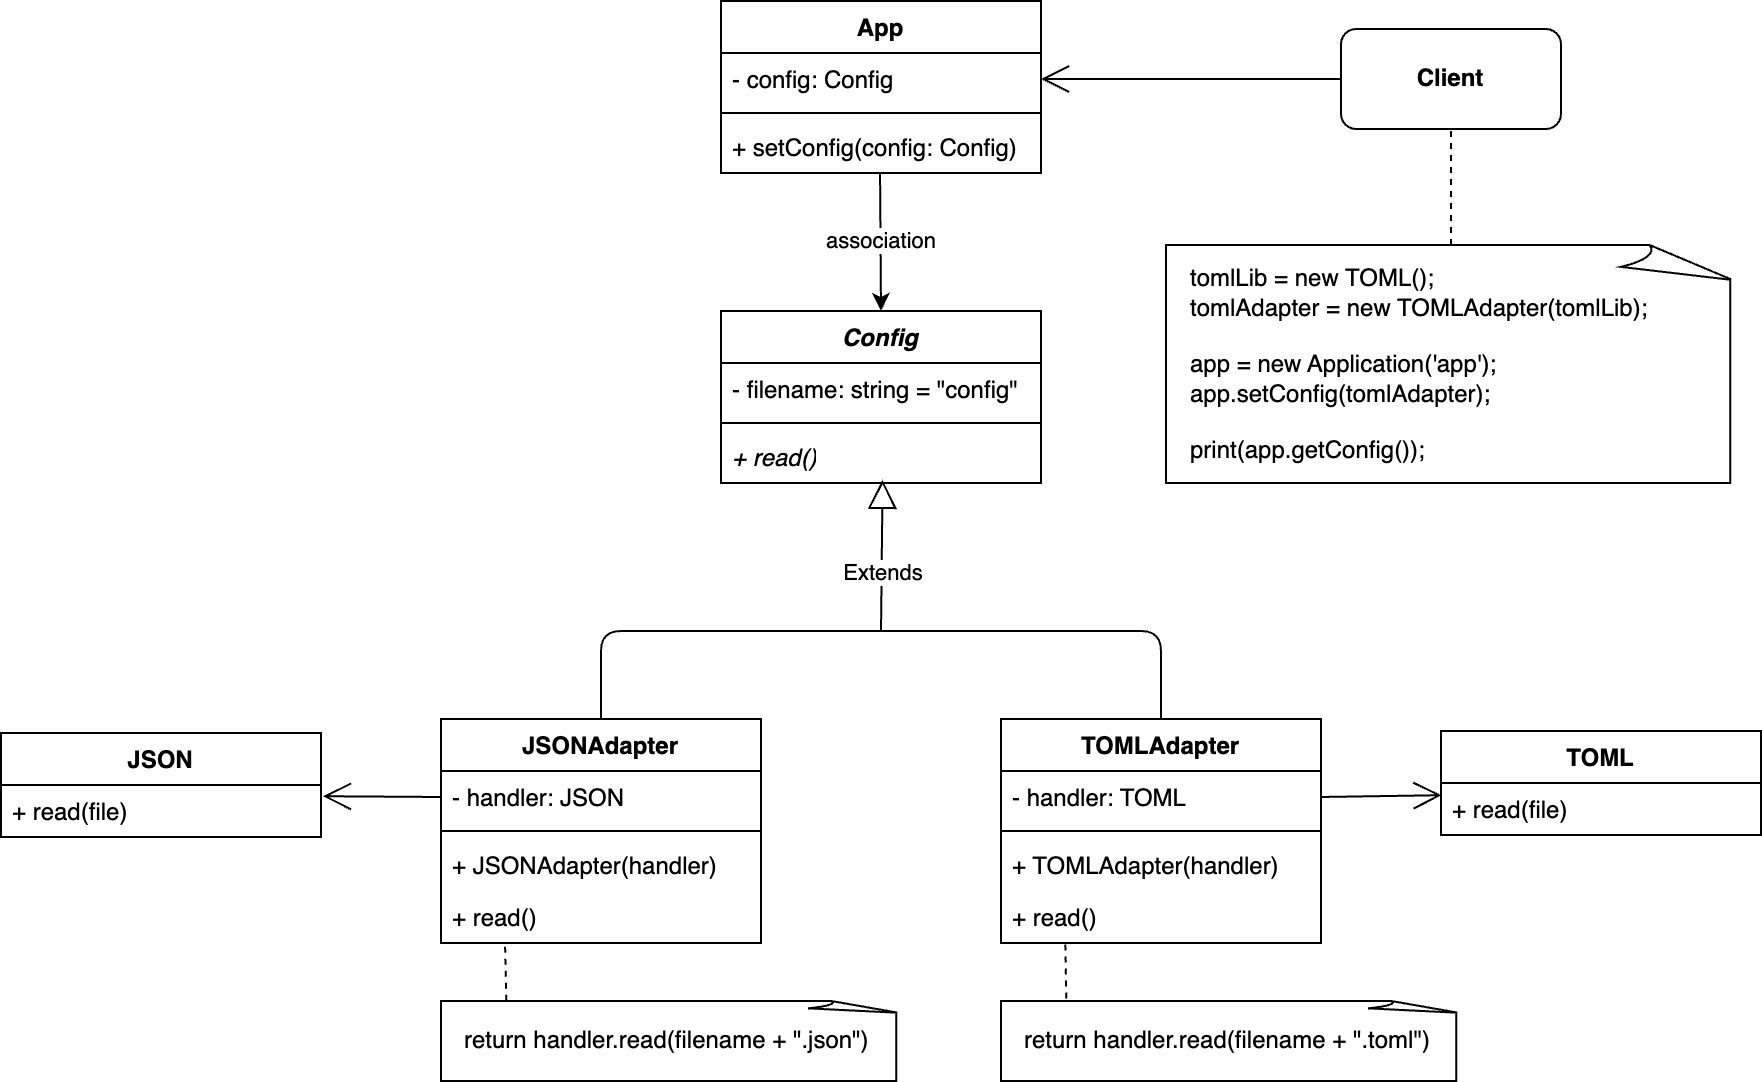 App
- config: Config
+ setConfig(config: Config)
Client
association
tomlLib = new TOML();
tomlAdapter = new TOMLAdapter(tomlLib);
app = new Application('app');
app.setConfig(tomlAdapter);
print(app.getConfig());
Config
- filename: string = "config"
+ read()
Extends
JSON
+ read(file)
JSONAdapter
- handler: JSON
+ JSONAdapter(handler)
+ read()
TOMLAdapter
- handler: TOML
+ TOMLAdapter(handler)
+ read()
TOML
+ read(file)
return handler.read(filename + ".json")
return handler.read(filename + ".toml")